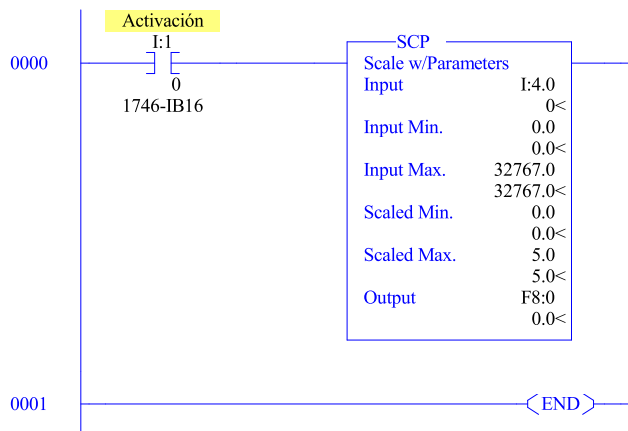 Activación
I:1
SCP
0000
Scale w/Parameters
0
Input I:4.0
1746-IB16
0<
Input Min. 0.0
0.0<
Input Max. 32767.0
32767.0<
Scaled Min. 0.0
0.0<
Scaled Max. 5.0
5.0<
Output F8:0
0.0<
0001
END